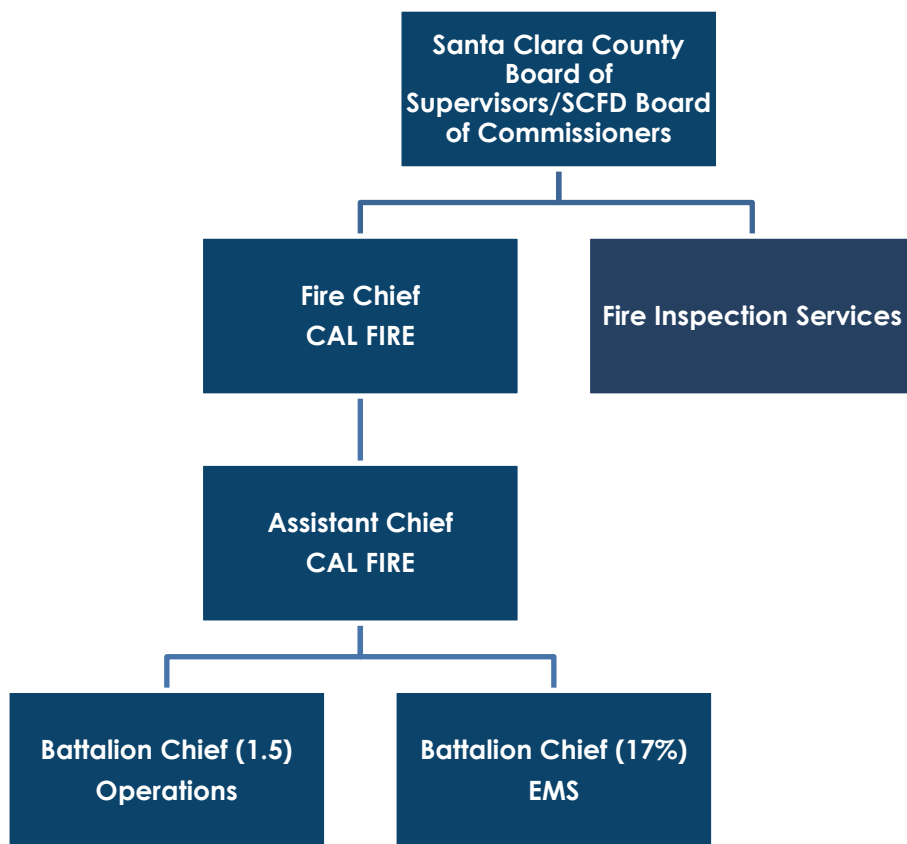 Santa Clara County
Board of
Supervisors/SCFD Board
of Commissioners
Fire Chief
CAL FIRE
Fire Inspection Services
Assistant Chief
CAL FIRE
Battalion Chief (1.5)
Operations
Battalion Chief (17%)
EMS